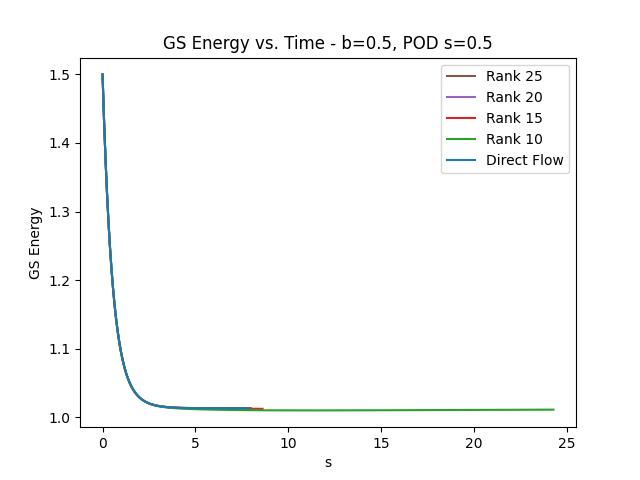 GS Energy vs. Time - b=0.5, POD s=0.5
Rank 25
Rank 20
Rank 15
Rank 10
Direct Flow
GS Energy
1.5
1.4
1.3
1.2
1.1
1.0
0
5
10
15
20
25
s